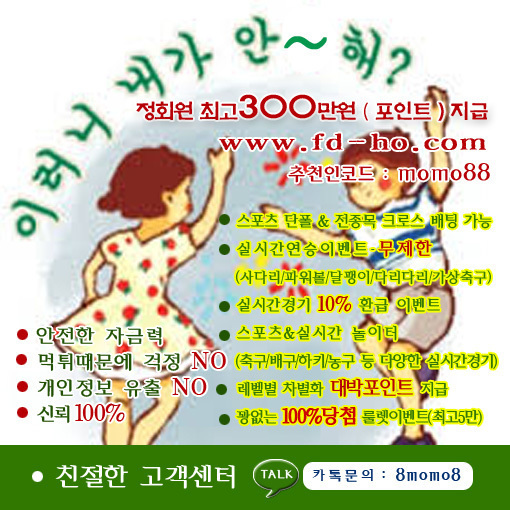 이러니 내가 안~해?
정회원 최고300만원 ( 포인트 ) 지급
www.fd-ho.com
추천인코드 : momo88
● 스포츠 단폴 & 전종목 크로스 배팅 가능
● 실시간연승이벤트-무제한
(사다리/파워볼/달팽이/다리다리/가상축구)
● 실시간경기 10% 환급 이벤트
● 안전한 자금력
● 스포츠&실시간 놀이터
● 먹튀때문에 걱정 NO
(축구/배구/하키/농구 등 다양한 실시간경기)
● 개인정보 유출 NO
● 레벨별 차별화 대박포인트 지급
● 신뢰100%
● 꽝없는 100%당첨 룰렛이벤트(최고5만)
● 친절한 고객센터
TALK
카톡문의 : 8momo8